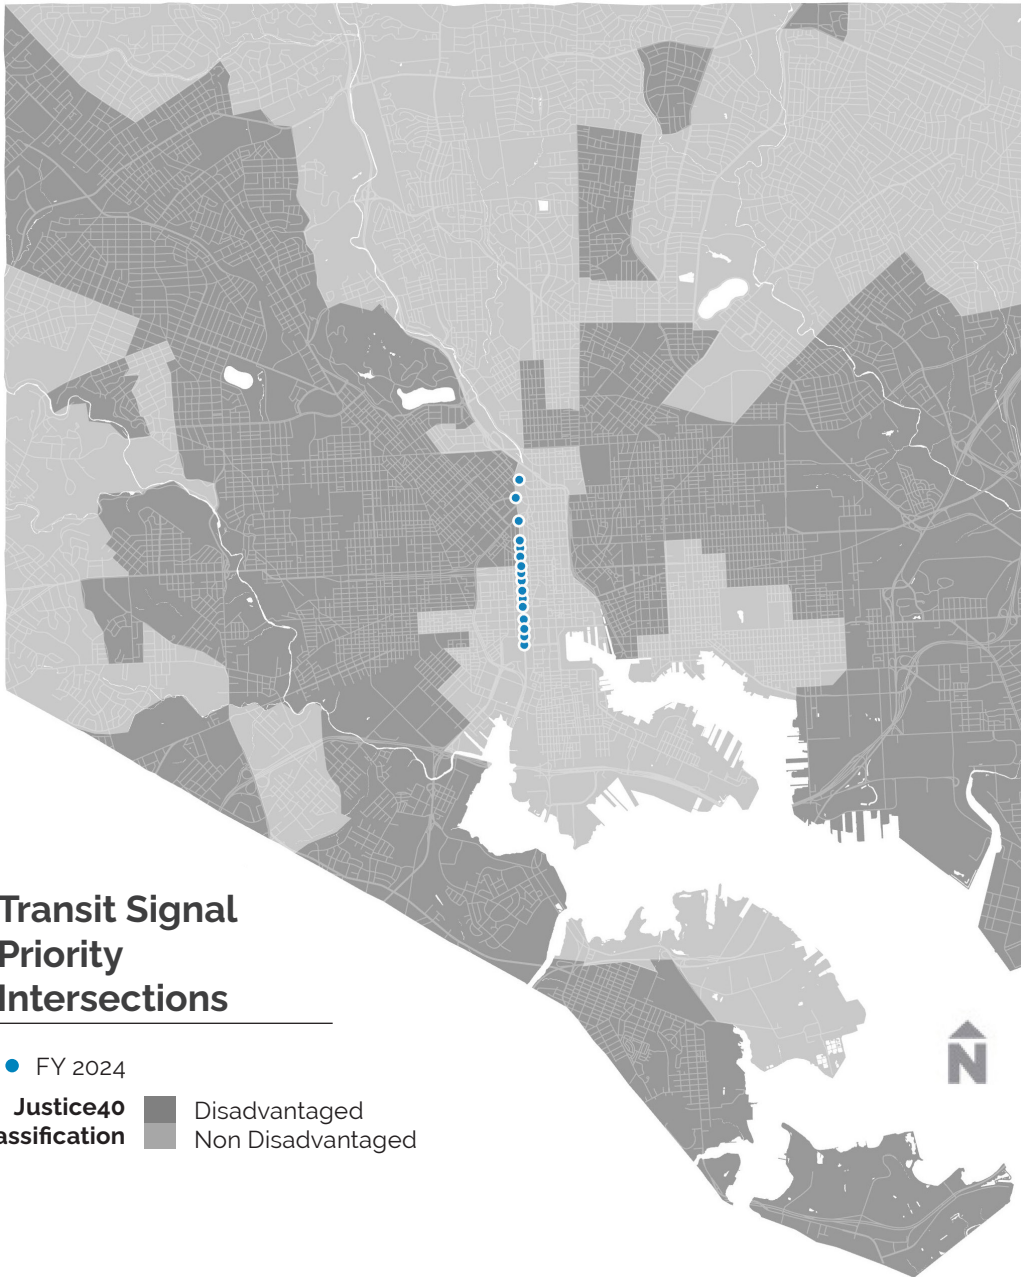 Transit Signal
Priority
Intersections
FY 2024
Justice40
assification
Disadvantaged
Non Disadvantaged
N